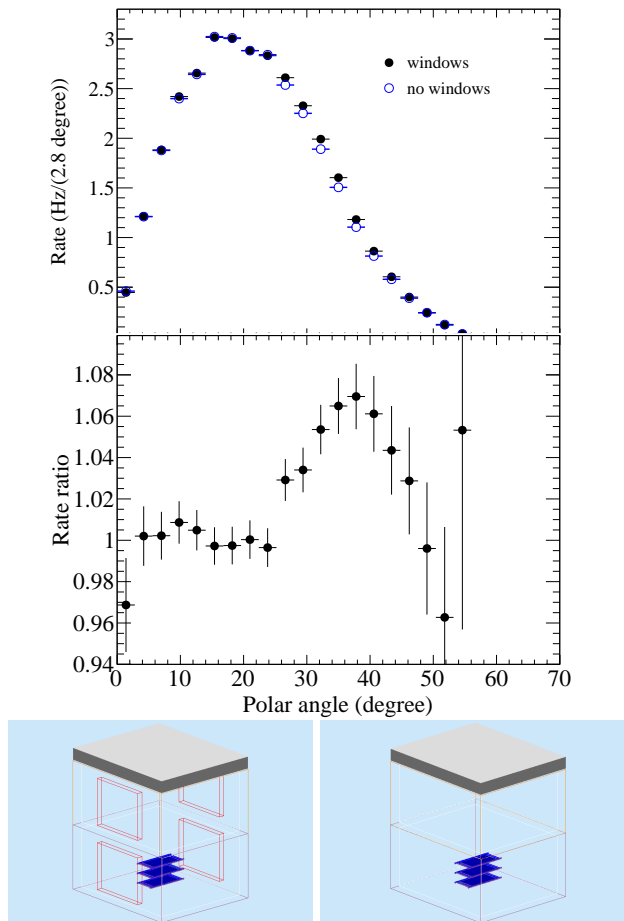 Rate (Hz/(2.8 degree))
3
2.5
2
1.5
1
0.5
windows
no windows
Rate ratio
1.08
1.06
1.04
1.02
1
0.98
0.96
0.94
0 10 20 30 40 50 60 70
Polar angle (degree)